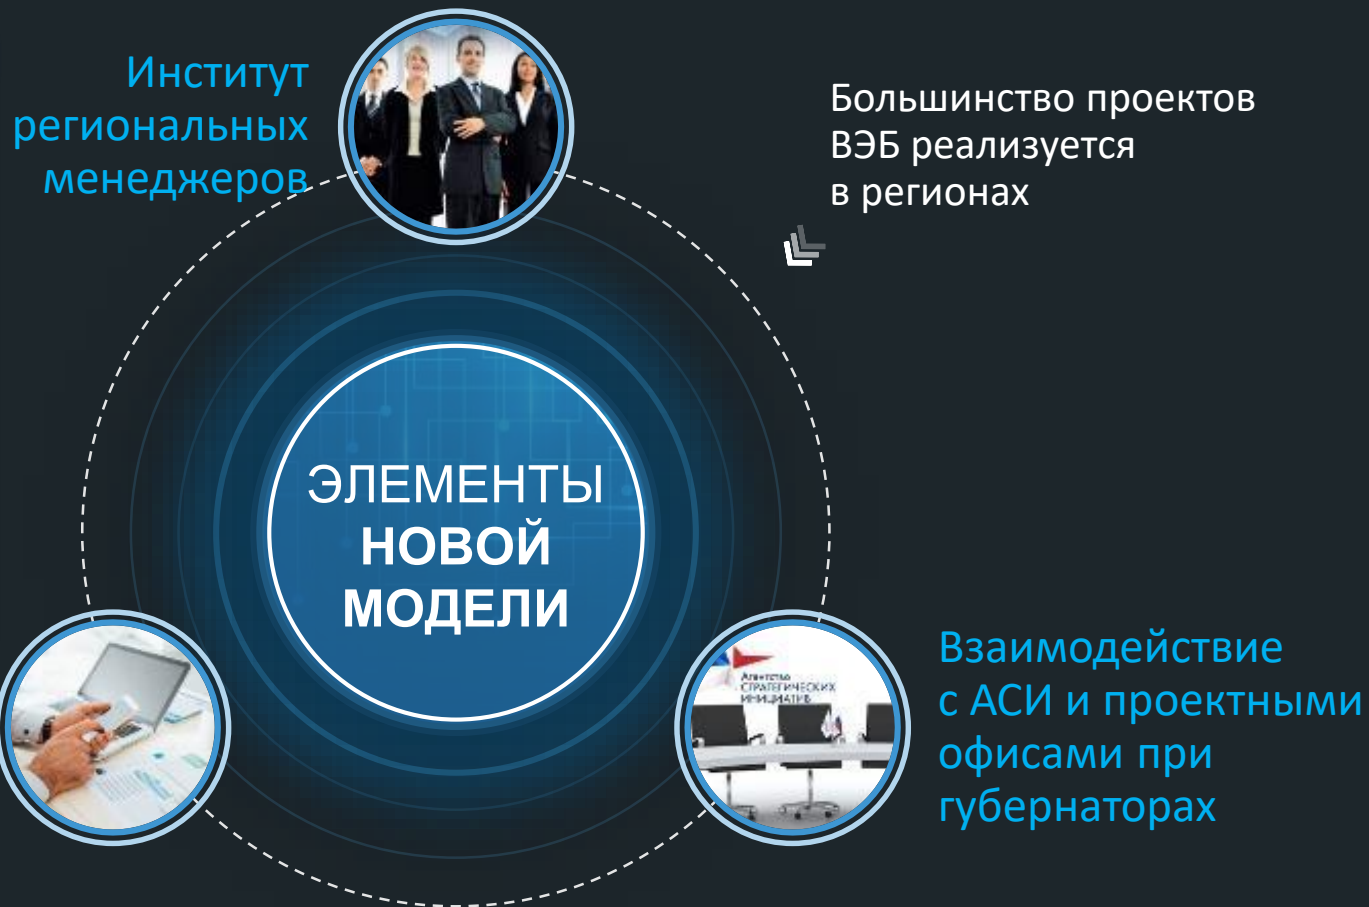 Институт
региональных
менеджеров
Большинство проектов
ВЭБ реализуется
в регионах
ЭЛЕМЕНТЫ
НОВОЙ
МОДЕЛИ
Агентство
СТРАТЕГИЧЕСКИХ
ИНИЦИАТИВ
Взаимодействие
с АСИ и проектными
офисами при
губернаторах